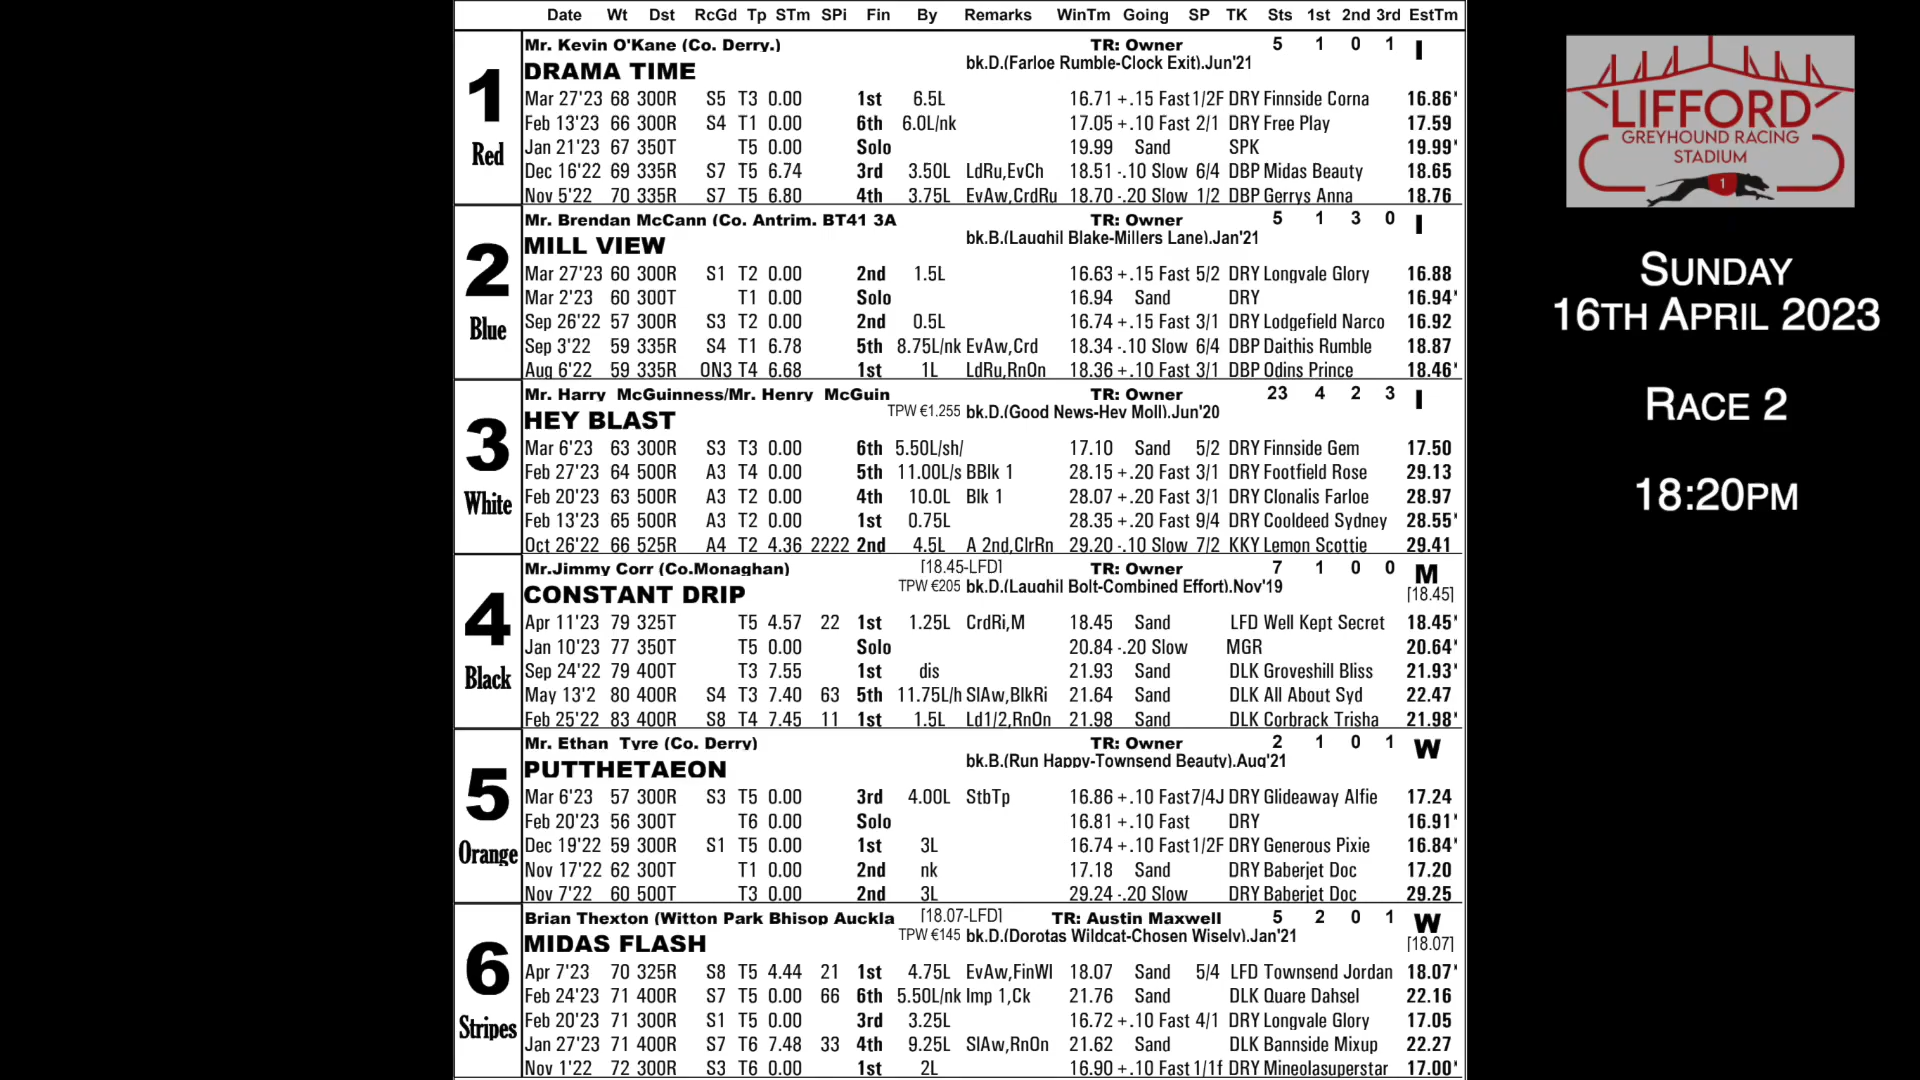 Date Wt Dst RcGd Tp STm SPi Fin By Remarks WinTm Going SP TK Sts 1st 2nd 3rd EstTm
1
Red
Mr. Kevin O'Kane (Co. Derry.) TR: Owner 5 1 0 1 I
bk.D.(Farloe Rumble-Clock Exit).Jun'21
DRAMA TIME
Mar 27'23 68 300R S5 T3 0.00 1st 6.5L 16.71 +.15 Fast 1/2F DRY Finnside Corna 16.86*
Feb 13'23 66 300R S4 T1 0.00 6th 6.0L/nk 17.05 +.10 Fast 2/1 DRY Free Play 17.59
Jan 21'23 67 350T T5 0.00 Solo 19.99 Sand SPK 19.99*
Dec 16'22 69 335R S7 T5 6.74 3rd 3.50L LdRu,EvCh 18.51 -.10 Slow 6/4 DBP Midas Beauty 18.65
Nov 5'22 70 335R S7 T5 6.80 4th 3.75L EvAw,CrdRu 18.70 -.20 Slow 1/2 DBP Gerrys Anna 18.76
2
Blue
Mr. Brendan McCann (Co. Antrim. BT41 3A TR: Owner 5 1 3 0 I
bk.B.(Laughil Blake-Millers Lane).Jan'21
MILL VIEW
Mar 27'23 60 300R S1 T2 0.00 2nd 1.5L 16.63 +.15 Fast 5/2 DRY Longvale Glory 16.88
Mar 2'23 60 300T T1 0.00 Solo 16.94 Sand DRY 16.94*
Sep 26'22 57 300R S3 T2 0.00 2nd 0.5L 16.74 +.15 Fast 3/1 DRY Lodgefield Narco 16.92
Sep 3'22 59 335R S4 T1 6.78 5th 8.75L/nk EvAw,Crd 18.34 -.10 Slow 6/4 DBP Daithis Rumble 18.87
Aug 6'22 59 335R ON3 T4 6.68 1st 1L LdRu,RnOn 18.36 +.10 Fast 3/1 DBP Odins Prince 18.46*
3
White
Mr. Harry McGuinness/Mr. Henry McGuin TR: Owner 23 4 2 3 I
TPW €1.255 bk.D.(Good News-Hey Moll).Jun'20
HEY BLAST
Mar 6'23 63 300R S3 T3 0.00 6th 5.50L/sh/ 17.10 Sand 5/2 DRY Finnside Gem 17.50
Feb 27'23 64 500R A3 T4 0.00 5th 11.00L/s BBlk 1 28.15 +.20 Fast 3/1 DRY Footfield Rose 29.13
Feb 20'23 63 500R A3 T2 0.00 4th 10.0L Blk 1 28.07 +.20 Fast 3/1 DRY Clonalis Farloe 28.97
Feb 13'23 65 500R A3 T2 0.00 1st 0.75L 28.35 +.20 Fast 9/4 DRY Cooldeed Sydney 28.55*
Oct 26'22 66 525R A4 T2 4.36 2222 2nd 4.5L A 2nd,ClrRn 29.20 -.10 Slow 7/2 KKY Lemon Scottie 29.41
4
Black
Mr.Jimmy Corr (Co.Monaghan) [18.45-LFD] TR: Owner 7 1 0 0 M
TPW €205 bk.D.(Laughil Bolt-Combined Effort).Nov'19 [18.45]
CONSTANT DRIP
Apr 11'23 79 325T T5 4.57 22 1st 1.25L CrdRi,M 18.45 Sand LFD Well Kept Secret 18.45*
Jan 10'23 77 350T T5 0.00 Solo 20.84 -.20 Slow MGR 20.64*
Sep 24'22 79 400T T3 7.55 1st dis 21.93 Sand DLK Groveshill Bliss 21.93*
May 13'2 80 400R S4 T3 7.40 63 5th 11.75L/h SlAw,BlkRi 21.64 Sand DLK All About Syd 22.47
Feb 25'22 83 400R S8 T4 7.45 11 1st 1.5L Ld1/2,RnOn 21.98 Sand DLK Corbrack Trisha 21.98*
5
Orange
Mr. Ethan Tyre (Co. Derry) TR: Owner 2 1 0 1 W
bk.B.(Run Happy-Townsend Beauty).Aug'21
PUTTHETAEON
Mar 6'23 57 300R S3 T5 0.00 3rd 4.00L StbTp 16.86 +.10 Fast 7/4J DRY Glideaway Alfie 17.24
Feb 20'23 56 300T T6 0.00 Solo 16.81 +.10 Fast DRY 16.91*
Dec 19'22 59 300R S1 T5 0.00 1st 3L 16.74 +.10 Fast 1/2F DRY Generous Pixie 16.84*
Nov 17'22 62 300T T1 0.00 2nd nk 17.18 Sand DRY Baberjet Doc 17.20
Nov 7'22 60 500T T3 0.00 2nd 3L 29.24 -.20 Slow DRY Baberjet Doc 29.25
6
Stripes
Brian Thexton (Witton Park Bhisop Auckla [18.07-LFD] TR: Austin Maxwell 5 2 0 1 W
TPW €145 bk.D.(Dorotas Wildcat-Chosen Wisely).Jan'21 [18.07]
MIDAS FLASH
Apr 7'23 70 325R S8 T5 4.44 21 1st 4.75L EvAw,FinWl 18.07 Sand 5/4 LFD Townsend Jordan 18.07*
Feb 24'23 71 400R S7 T5 0.00 66 6th 5.50L/nk Imp 1,Ck 21.76 Sand DLK Quare Dahsel 22.16
Feb 20'23 71 300R S1 T5 0.00 3rd 3.25L 16.72 +.10 Fast 4/1 DRY Longvale Glory 17.05
Jan 27'23 71 400R S7 T6 7.48 33 4th 9.25L SlAw,RnOn 21.62 Sand DLK Bannside Mixup 22.27
Nov 1'22 72 300R S3 T6 0.00 1st 2L 16.90 +.10 Fast 1/1f DRY Mineolasuperstar 17.00*
LIFFORD
GREYHOUND RACING
STADIUM
1
SUNDAY
16TH APRIL 2023
RACE 2
18:20PM